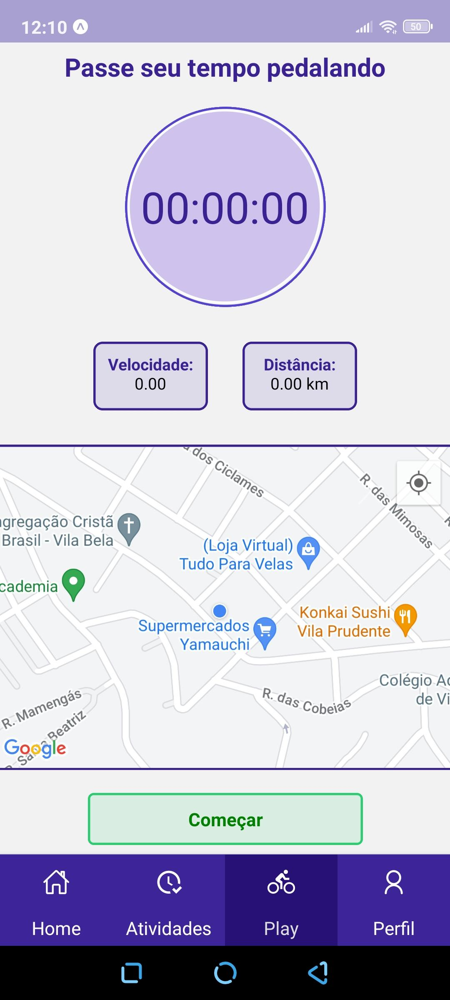 12:10
50
Passe seu tempo pedalando
00:00:00
Velocidade:
0.00
Distância:
0.00 km
dos Ciclames
R. das Mimosas
ngregação Cristã
Brasil - Vila Bela
(Loja Virtual)
Tudo Para Velas
cademia
Konkai Sushi
Vila Prudente
Supermercados
Yamauchi
Colégio Ad
de Vi
R. das Cobeias
R. Mamengás
R. Santa Beatriz
Google
Começar
Home
Atividades
Play
Perfil